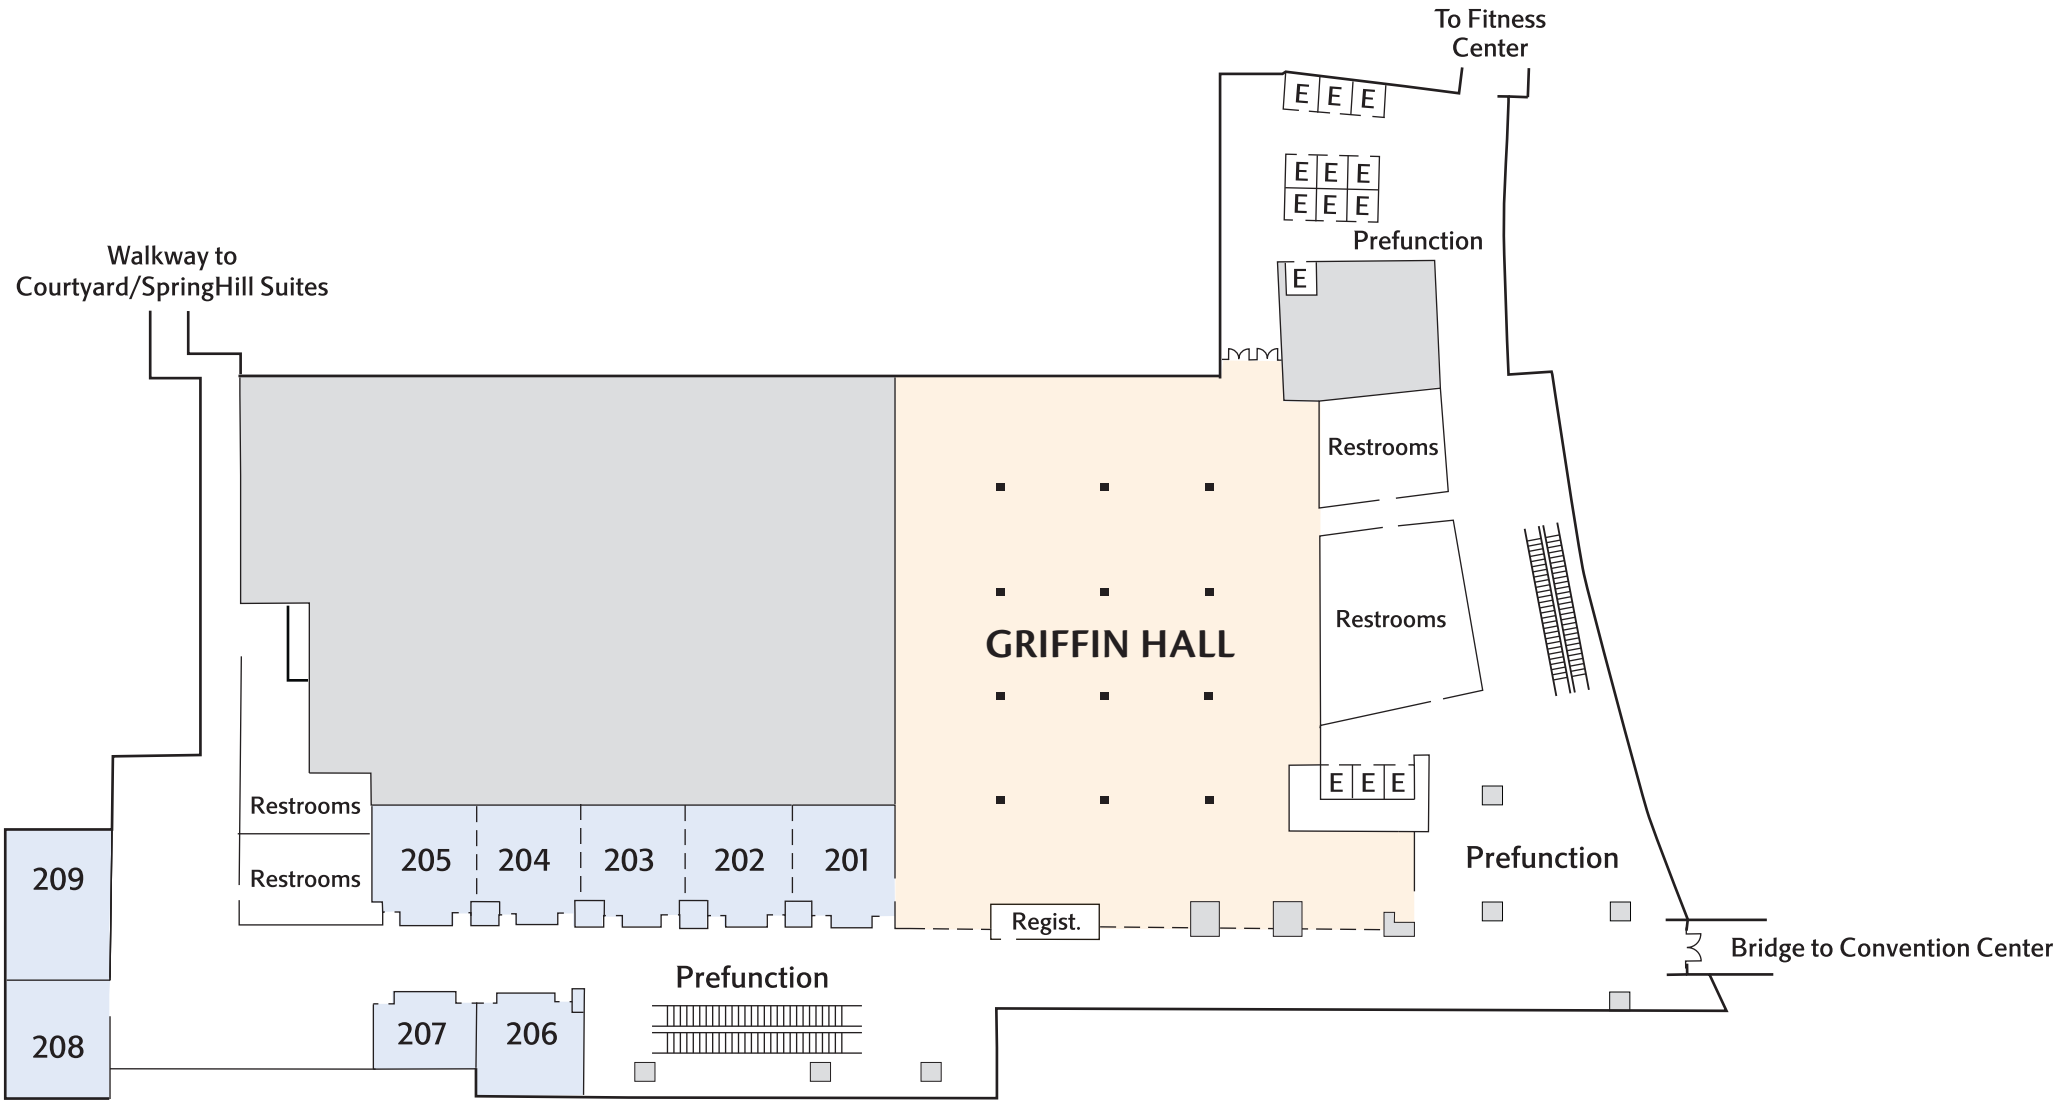 To Fitness
Center
E E E
E E E
E E E
Prefunction
E
Walkway to
Courtyard/SpringHill Suites
Restrooms
Restrooms
GRIFFIN HALL
E E E
Restrooms
Restrooms
205 204 203 202 201
209
Prefunction
Regist.
Bridge to Convention Center
Prefunction
207 206
208